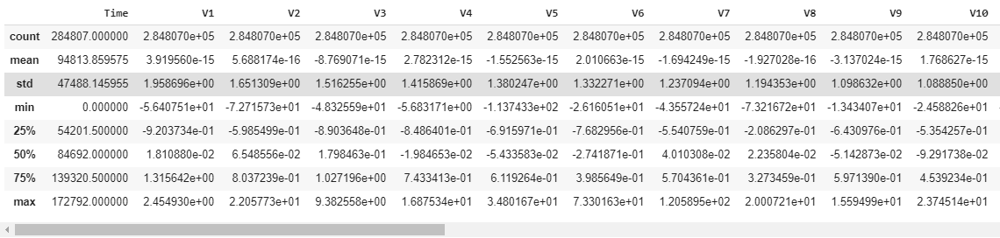 Time V1 V2 V3 V4 V5 V6 V7 V8 V9 V10
count 284807.000000 2.848070e+05 2.848070e+05 2.848070e+05 2.848070e+05 2.848070e+05 2.848070e+05 2.848070e+05 2.848070e+05 2.848070e+05 2.848070e+05
mean 94813.859575 3.919560e-15 5.688174e-16 -8.769071e-15 2.782312e-15 -1.552563e-15 2.010663e-15 -1.694249e-15 -1.927028e-16 -3.137024e-15 1.768627e-15
std 47488.145955 1.958696e+00 1.651309e+00 1.516255e+00 1.415869e+00 1.380247e+00 1.332271e+00 1.237094e+00 1.194353e+00 1.098632e+00 1.088850e+00
min 0.000000 -5.640751e+01 -7.271573e+01 -4.832559e+01 -5.683171e+00 -1.137433e+02 -2.616051e+01 -4.355724e+01 -7.321672e+01 -1.343407e+01 -2.458826e+01
25% 54201.500000 -9.203734e-01 -5.985499e-01 -8.903648e-01 -8.486401e-01 -6.915971e-01 -7.682956e-01 -5.540759e-01 -2.086297e-01 -6.430976e-01 -5.354257e-01
50% 84692.000000 1.810880e-02 6.548556e-02 1.798463e-01 -1.984653e-02 -5.433583e-02 -2.741871e-01 4.010308e-02 2.235804e-02 -5.142873e-02 -9.291738e-02
75% 139320.500000 1.315642e+00 8.037239e-01 1.027196e+00 7.433413e-01 6.119264e-01 3.985649e-01 5.704361e-01 3.273459e-01 5.971390e-01 4.539234e-01
max 172792.000000 2.454930e+00 2.205773e+01 9.382558e+00 1.687534e+01 3.480167e+01 7.330163e+01 1.205895e+02 2.000721e+01 1.559499e+01 2.374514e+01